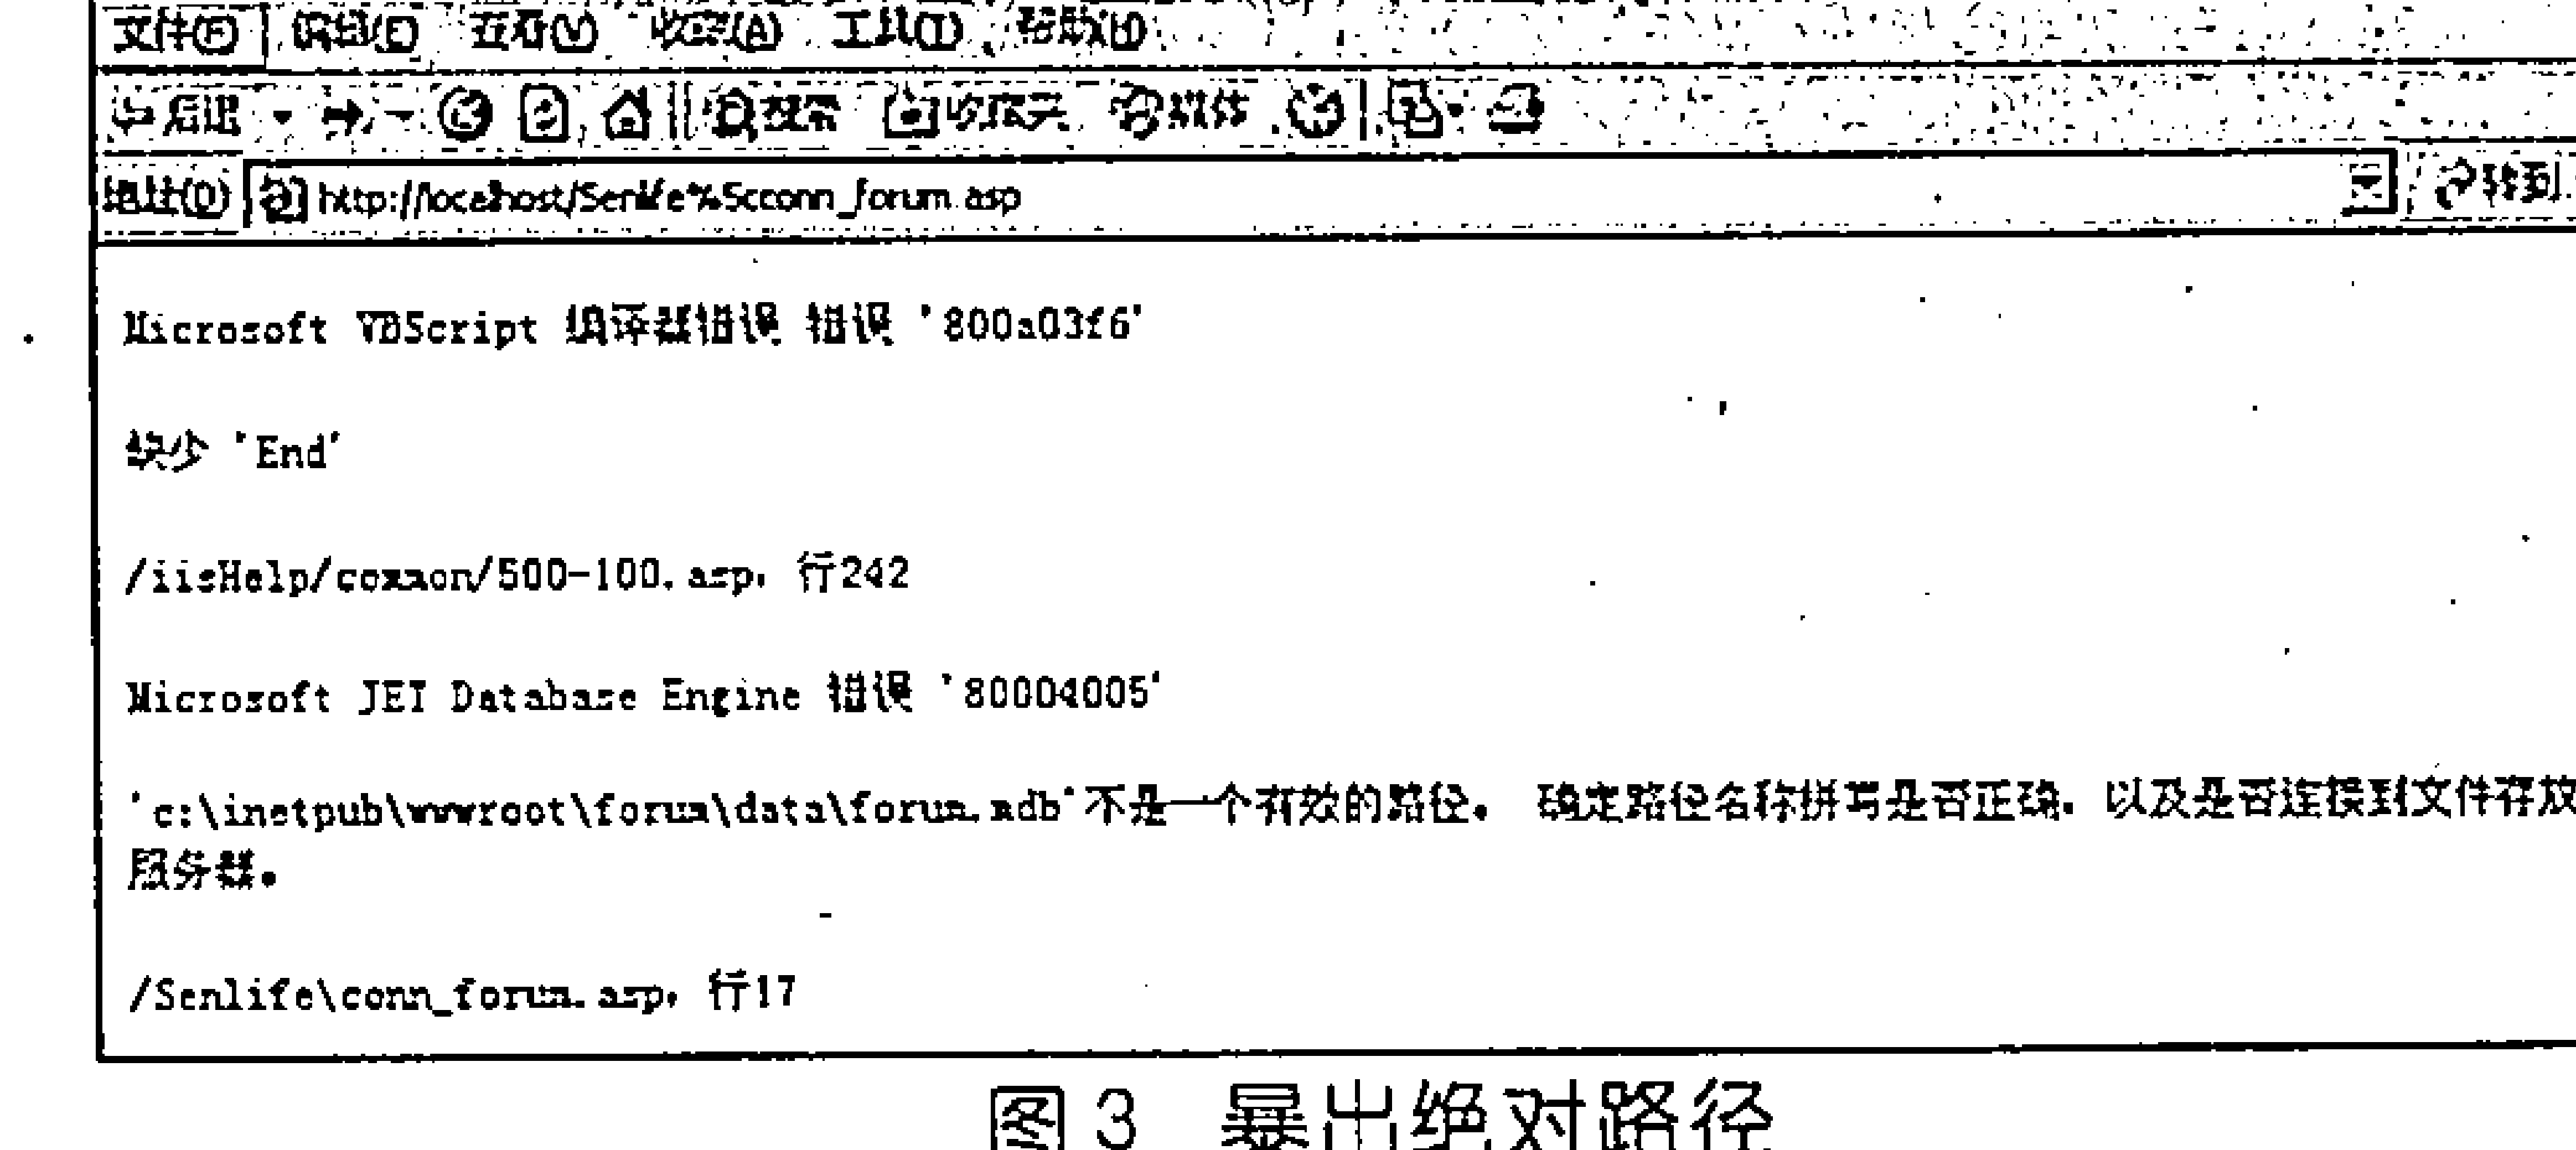 文件(F) 编辑(E) 查看(V) 收藏(A) 工具(T) 帮助(H)
后退 搜索 收藏夹 媒体
地址(D) http://localhost/Senlife%5cconn_forum.asp 转到
Microsoft VBScript 编译器错误 错误 '800a03f6'
缺少 'End'
/iisHelp/common/500-100.asp，行242
Microsoft JET Database Engine 错误 '80004005'
'c:\inetpub\wwwroot\forum\data\forum.mdb'不是一个有效的路径。 确定路径名称拼写是否正确，以及是否连接到文件存放
服务器。
/Senlife\conn_forum.asp，行17
图 3 暴出绝对路径